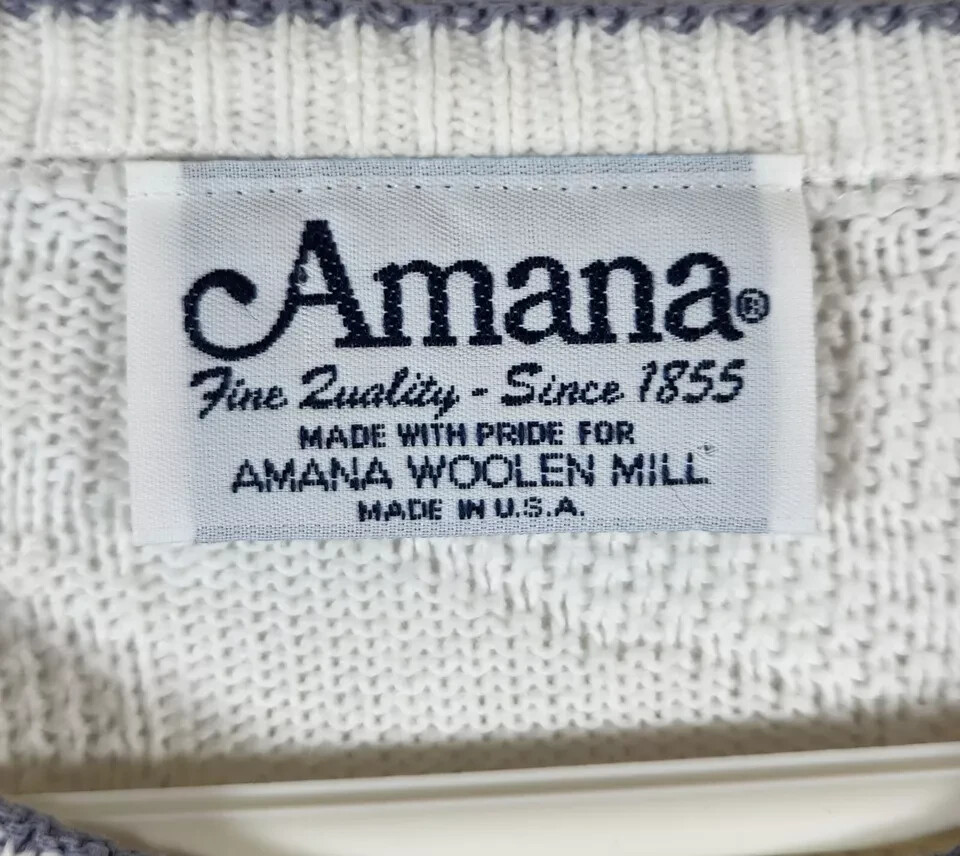 Amana®
Fine Quality - Since 1855
MADE WITH PRIDE FOR
AMANA WOOLEN MILL
MADE IN U.S.A.